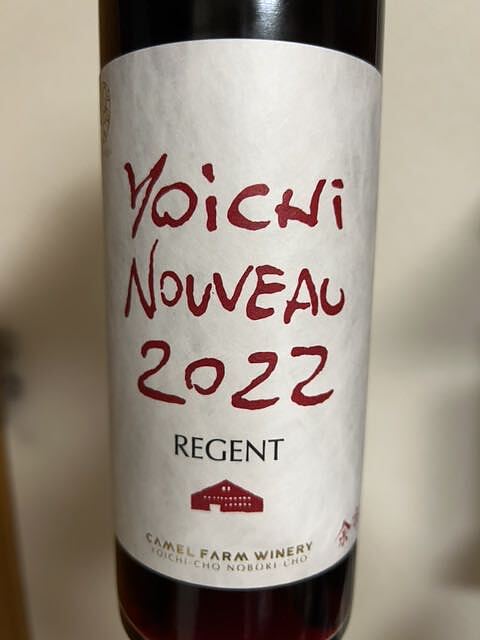 YOiCHi
NOUVEAU
2022
REGENT
CAMEL FARM WINERY
YOICHI-CHO NOBORI-CHO